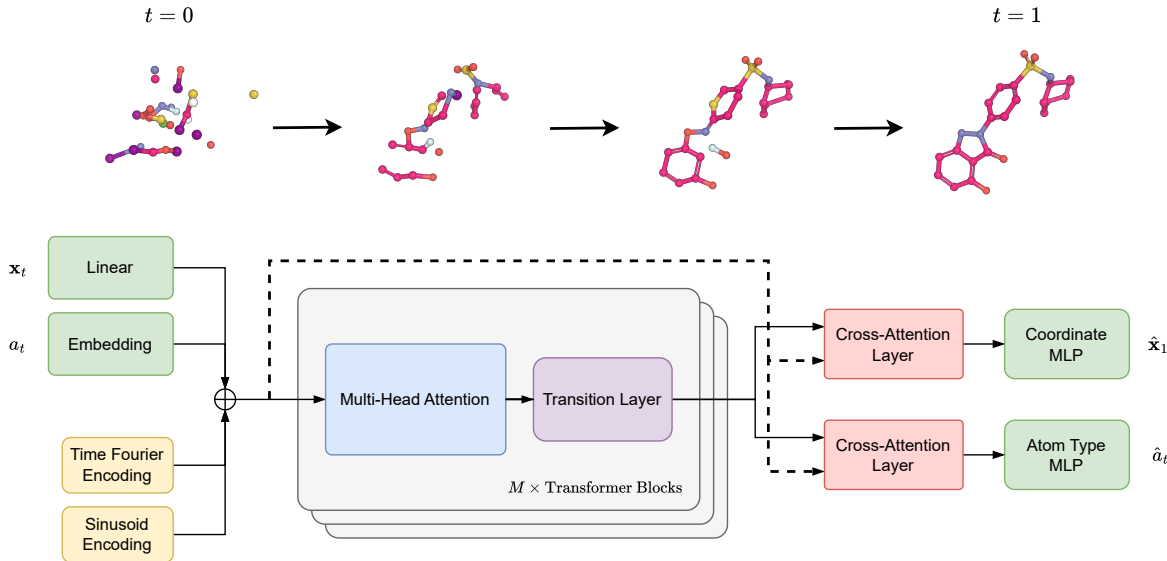 t = 0
t = 1
𝐱_t
Linear
a_t
Embedding
Time Fourier
Encoding
Sinusoid
Encoding
Multi-Head Attention
Transition Layer
M × Transformer Blocks
Cross-Attention
Layer
Coordinate
MLP
𝐱̂_1
Cross-Attention
Layer
Atom Type
MLP
â_t